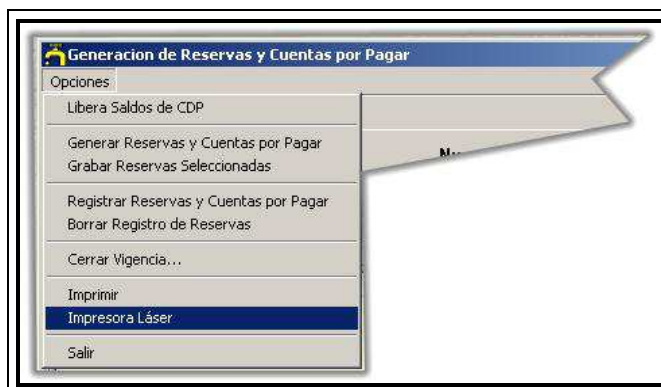 Generacion de Reservas y Cuentas por Pagar
Opciones
Libera Saldos de CDP
Generar Reservas y Cuentas por Pagar
Grabar Reservas Seleccionadas
Registrar Reservas y Cuentas por Pagar
Borrar Registro de Reservas
Cerrar Vigencia...
Imprimir
Impresora Láser
Salir